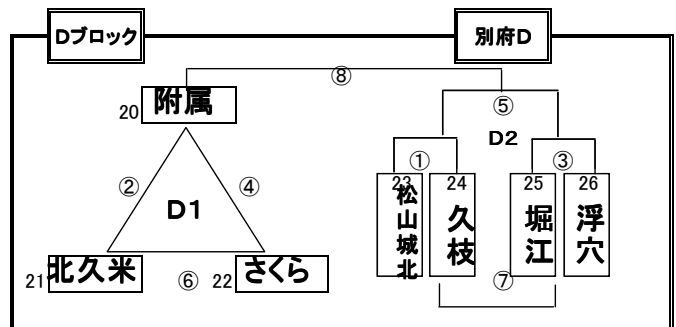 Dブロック
別府D
⑧
20 附属
⑤
D2
① ③
② ④
D1
23 24 25 26
松山城北 久枝 堀江 浮穴
21 北久米 ⑥ 22 さくら
⑦